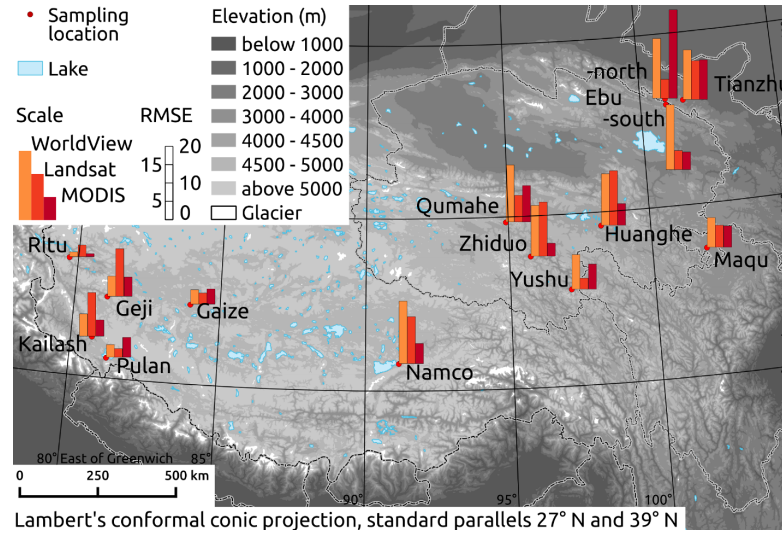 Sampling
location
Lake
Scale
WorldView
Landsat
MODIS
RMSE
20
15
10
5
0
Elevation (m)
below 1000
1000 - 2000
2000 - 3000
3000 - 4000
4000 - 4500
4500 - 5000
above 5000
Glacier
-north
Ebu
-south
Tianzhu
Qumahe
Huanghe
Zhiduo
Maqu
Yushu
Ritu
Geji
Gaize
Kailash
Pulan
Namco
80° East of Greenwich 85°
0 250 500 km
90° 95° 100°
Lambert's conformal conic projection, standard parallels 27° N and 39° N